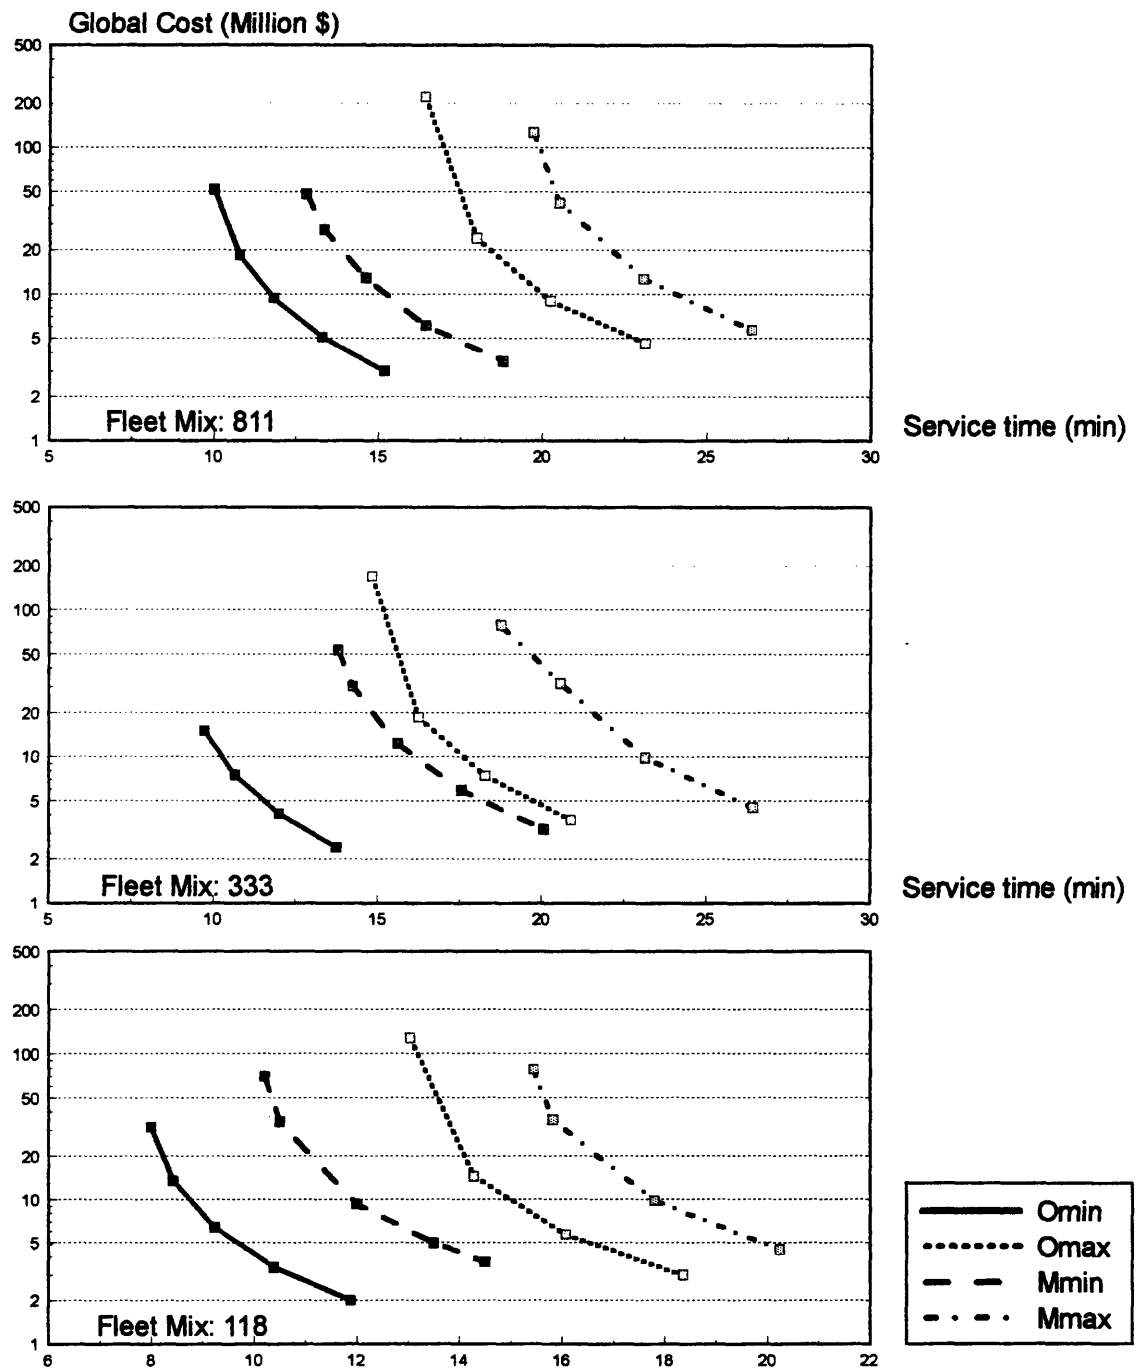 Global Cost (Million $)
500
200
100
50
20
10
5
2
1
Fleet Mix: 811
5 10 15 20 25 30
Service time (min)
500
200
100
50
20
10
5
2
1
Fleet Mix: 333
5 10 15 20 25 30
Service time (min)
500
200
100
50
20
10
5
2
1
Fleet Mix: 118
6 8 10 12 14 16 18 20 22
Omin
Omax
Mmin
Mmax